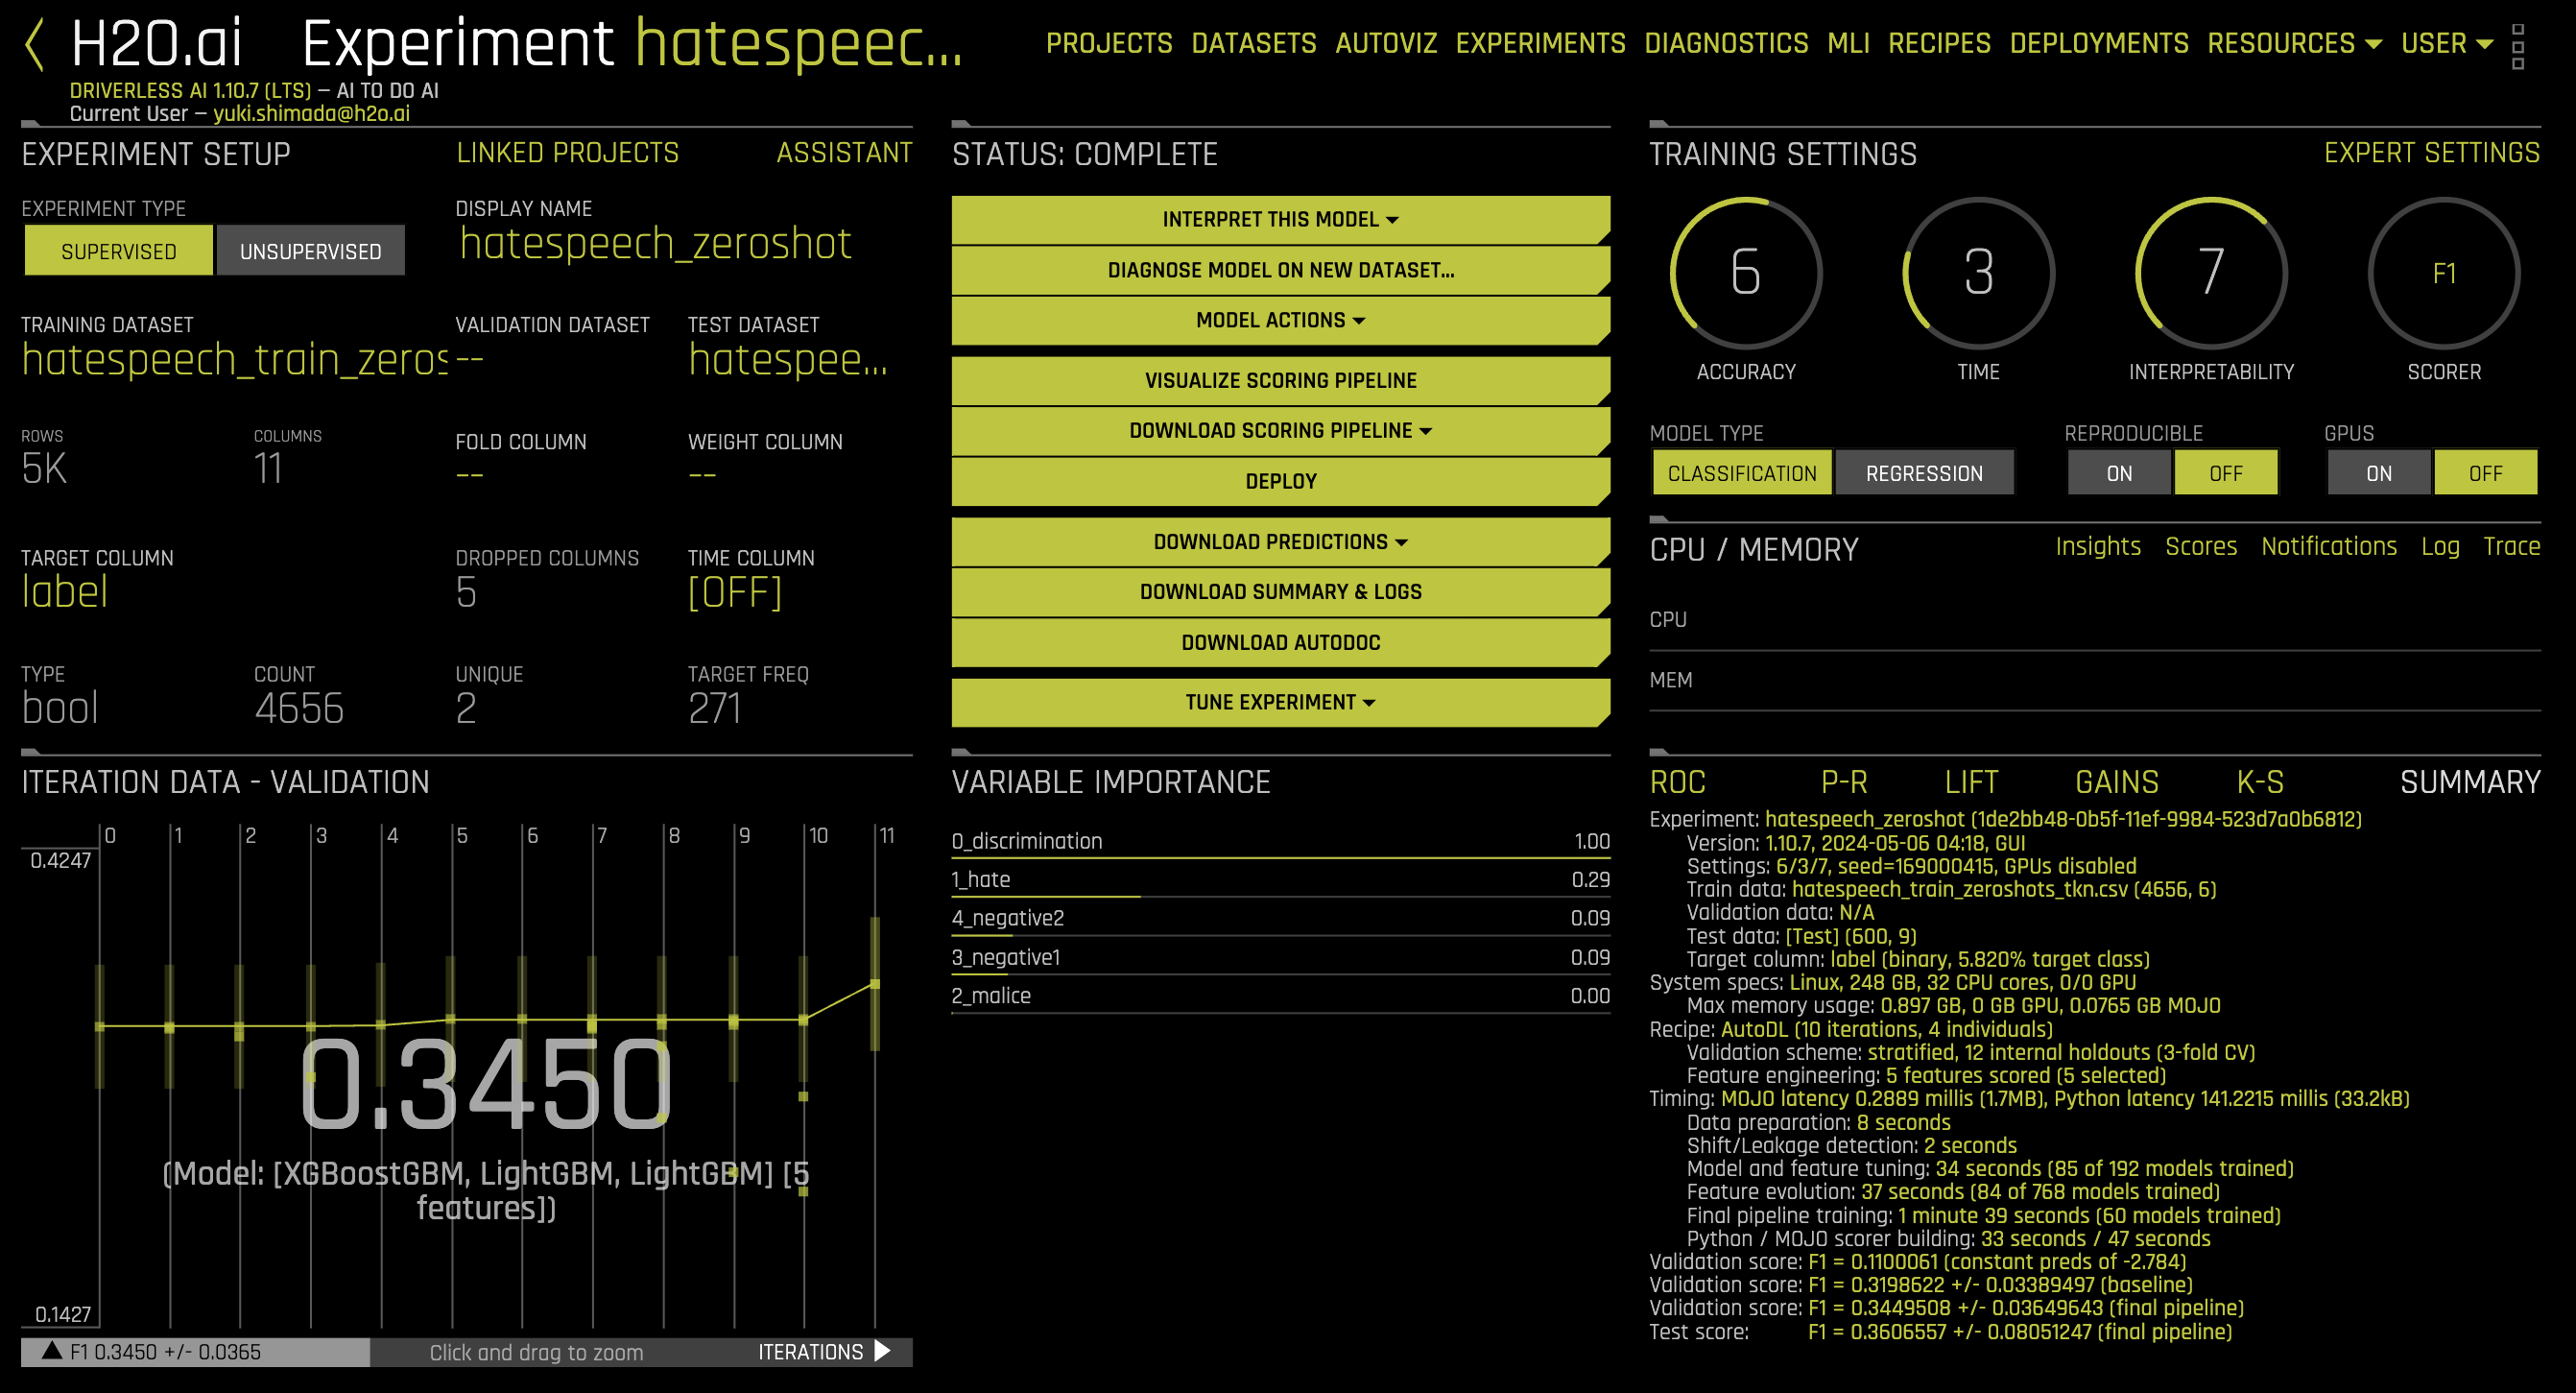 H2O.ai Experiment hatespeec...
PROJECTS DATASETS AUTOVIZ EXPERIMENTS DIAGNOSTICS MLI RECIPES DEPLOYMENTS RESOURCES USER
DRIVERLESS AI 1.10.7 (LTS) — AI TO DO AI
Current User — yuki.shimada@h2o.ai
EXPERIMENT SETUP LINKED PROJECTS ASSISTANT
EXPERIMENT TYPE DISPLAY NAME
SUPERVISED UNSUPERVISED hatespeech_zeroshot
TRAINING DATASET VALIDATION DATASET TEST DATASET
hatespeech_train_zeros -- hatespee...
ROWS COLUMNS FOLD COLUMN WEIGHT COLUMN
5K 11 -- --
TARGET COLUMN DROPPED COLUMNS TIME COLUMN
label 5 [OFF]
TYPE COUNT UNIQUE TARGET FREQ
bool 4656 2 271
STATUS: COMPLETE
INTERPRET THIS MODEL
DIAGNOSE MODEL ON NEW DATASET...
MODEL ACTIONS
VISUALIZE SCORING PIPELINE
DOWNLOAD SCORING PIPELINE
DEPLOY
DOWNLOAD PREDICTIONS
DOWNLOAD SUMMARY & LOGS
DOWNLOAD AUTODOC
TUNE EXPERIMENT
TRAINING SETTINGS EXPERT SETTINGS
6 3 7 F1
ACCURACY TIME INTERPRETABILITY SCORER
MODEL TYPE REPRODUCIBLE GPUS
CLASSIFICATION REGRESSION ON OFF ON OFF
CPU / MEMORY Insights Scores Notifications Log Trace
CPU
MEM
ITERATION DATA - VALIDATION
0 1 2 3 4 5 6 7 8 9 10 11
0.4247
0.3450
(Model: [XGBoostGBM, LightGBM, LightGBM] [5
features])
0.1427
F1 0.3450 +/- 0.0365 Click and drag to zoom ITERATIONS
VARIABLE IMPORTANCE
0_discrimination 1.00
1_hate 0.29
4_negative2 0.09
3_negative1 0.09
2_malice 0.00
ROC P-R LIFT GAINS K-S SUMMARY
Experiment: hatespeech_zeroshot (1de2bb48-0b5f-11ef-9984-523d7a0b6812)
Version: 1.10.7, 2024-05-06 04:18, GUI
Settings: 6/3/7, seed=169000415, GPUs disabled
Train data: hatespeech_train_zeroshots_tkn.csv (4656, 6)
Validation data: N/A
Test data: [Test] (600, 9)
Target column: label (binary, 5.820% target class)
System specs: Linux, 248 GB, 32 CPU cores, 0/0 GPU
Max memory usage: 0.897 GB, 0 GB GPU, 0.0765 GB MOJO
Recipe: AutoDL (10 iterations, 4 individuals)
Validation scheme: stratified, 12 internal holdouts (3-fold CV)
Feature engineering: 5 features scored (5 selected)
Timing: MOJO latency 0.2889 millis (1.7MB), Python latency 141.2215 millis (33.2kB)
Data preparation: 8 seconds
Shift/Leakage detection: 2 seconds
Model and feature tuning: 34 seconds (85 of 192 models trained)
Feature evolution: 37 seconds (84 of 768 models trained)
Final pipeline training: 1 minute 39 seconds (60 models trained)
Python / MOJO scorer building: 33 seconds / 47 seconds
Validation score: F1 = 0.1100061 (constant preds of -2.784)
Validation score: F1 = 0.3198622 +/- 0.03389497 (baseline)
Validation score: F1 = 0.3449508 +/- 0.03649643 (final pipeline)
Test score: F1 = 0.3606557 +/- 0.08051247 (final pipeline)